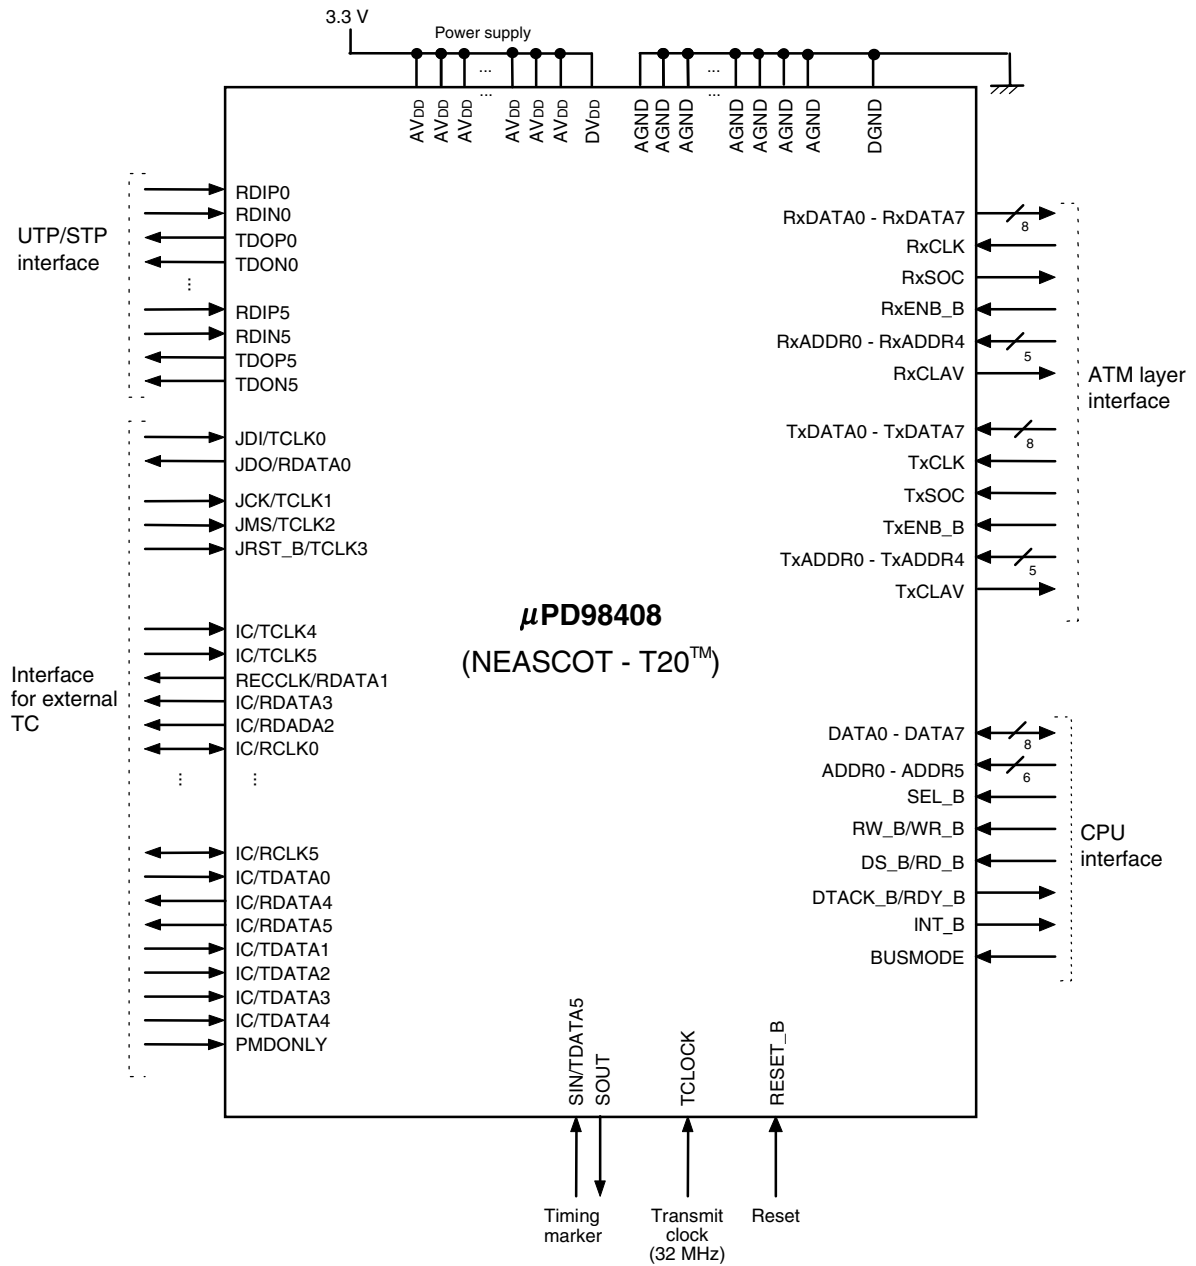 3.3 V
Power supply
...
...
AVDD
AVDD
AVDD
AVDD
AVDD
AVDD
DVDD
...
AGND
AGND
AGND
AGND
AGND
AGND
AGND
DGND
UTP/STP
interface
RDIP0
RDIN0
TDOP0
TDON0
...
RDIP5
RDIN5
TDOP5
TDON5
Interface
for external
TC
JDI/TCLK0
JDO/RDATA0
JCK/TCLK1
JMS/TCLK2
JRST_B/TCLK3
IC/TCLK4
IC/TCLK5
RECCLK/RDATA1
IC/RDATA3
IC/RDADA2
IC/RCLK0
... ...
IC/RCLK5
IC/TDATA0
IC/RDATA4
IC/RDATA5
IC/TDATA1
IC/TDATA2
IC/TDATA3
IC/TDATA4
PMDONLY
μPD98408
(NEASCOT - T20™)
RxDATA0 - RxDATA7 8
RxCLK
RxSOC
RxENB_B
RxADDR0 - RxADDR4 5
RxCLAV
TxDATA0 - TxDATA7 8
TxCLK
TxSOC
TxENB_B
TxADDR0 - TxADDR4 5
TxCLAV
ATM layer
interface
DATA0 - DATA7 8
ADDR0 - ADDR5 6
SEL_B
RW_B/WR_B
DS_B/RD_B
DTACK_B/RDY_B
INT_B
BUSMODE
CPU
interface
SIN/TDATA5
SOUT
TCLOCK
RESET_B
Timing
marker
Transmit
clock
(32 MHz)
Reset